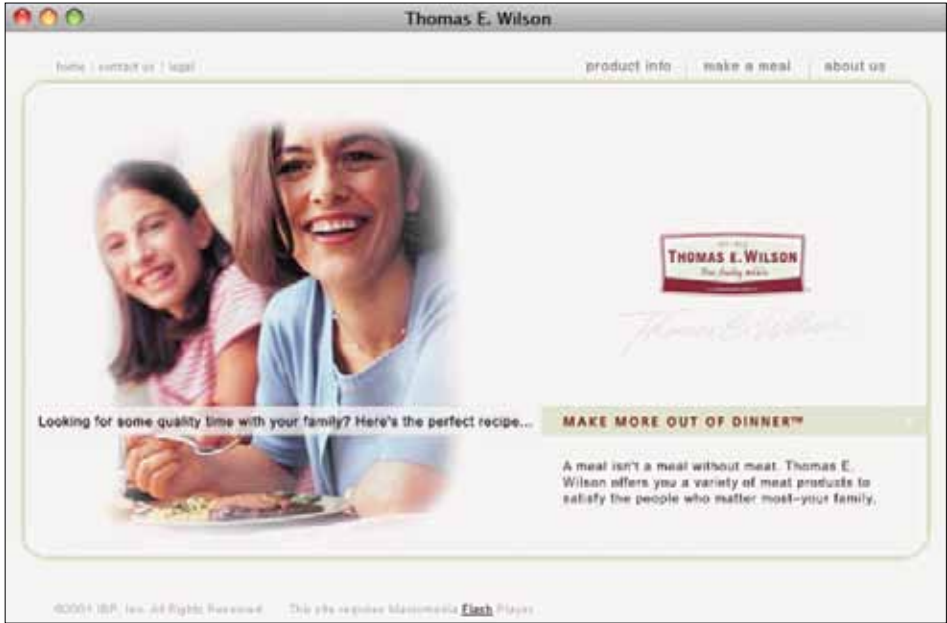 Thomas E. Wilson
home | contact us | legal
product info
make a meal
about us
THOMAS E. WILSON
Thomas E. Wilson
Looking for some quality time with your family? Here's the perfect recipe...
MAKE MORE OUT OF DINNER™
A meal isn't a meal without meat. Thomas E.
Wilson offers you a variety of meat products to
satisfy the people who matter most–your family.
©2001 IBP, Inc. All Rights Reserved.
This site requires Macromedia Flash Player